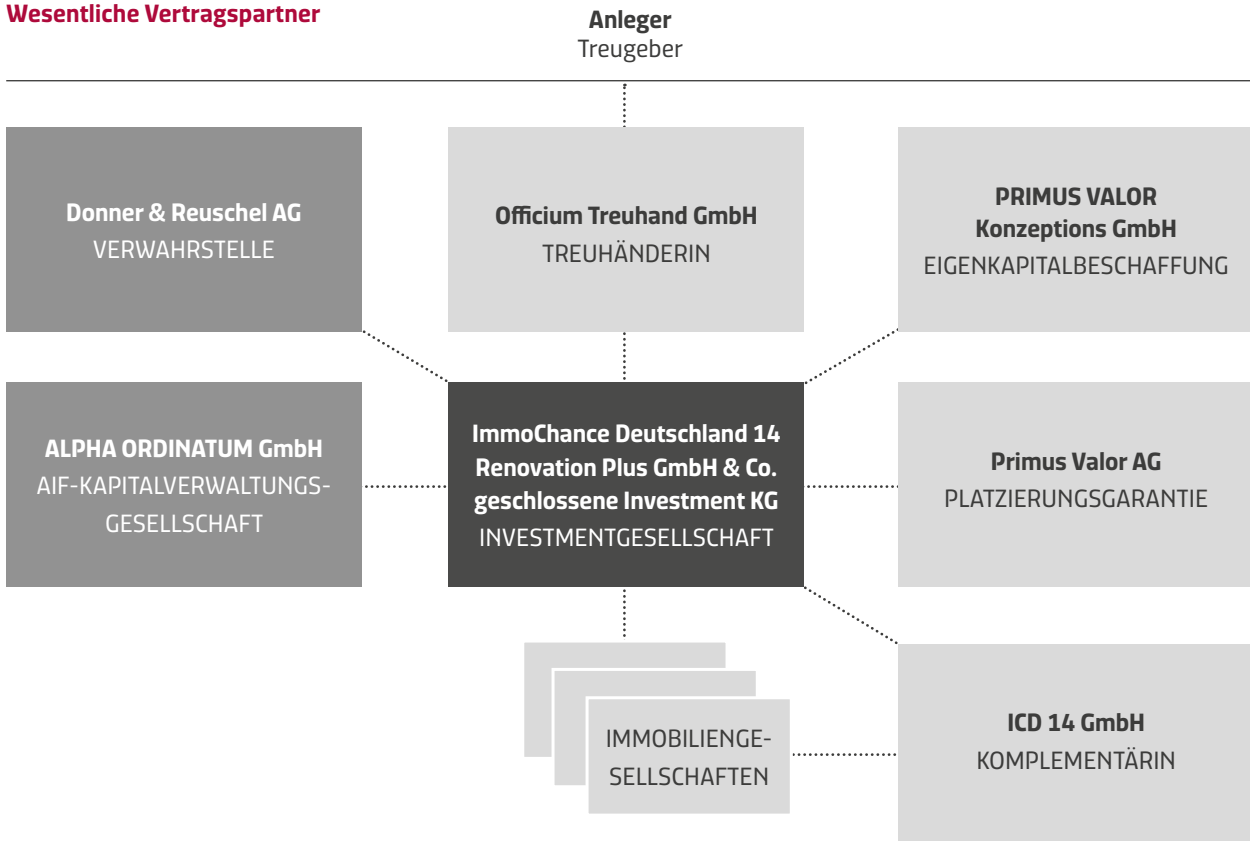 Wesentliche Vertragspartner
Anleger
Treugeber
Donner & Reuschel AG
VERWAHRSTELLE
Officium Treuhand GmbH
TREUHÄNDERIN
PRIMUS VALOR
Konzeptions GmbH
EIGENKAPITALBESCHAFFUNG
ALPHA ORDINATUM GmbH
AIF-KAPITALVERWALTUNGS-
GESELLSCHAFT
ImmoChance Deutschland 14
Renovation Plus GmbH & Co.
geschlossene Investment KG
INVESTMENTGESELLSCHAFT
Primus Valor AG
PLATZIERUNGSGARANTIE
IMMOBILIENGE-
SELLSCHAFTEN
ICD 14 GmbH
KOMPLEMENTÄRIN